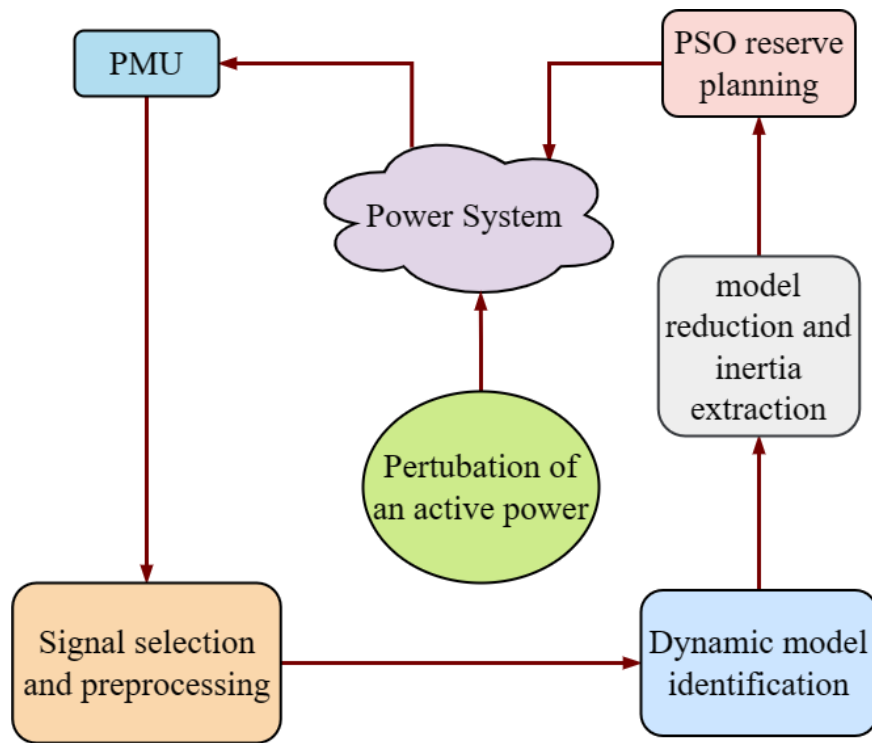 PMU
PSO reserve
planning
Power System
model
reduction and
inertia
extraction
Pertubation of
an active power
Signal selection
and preprocessing
Dynamic model
identification